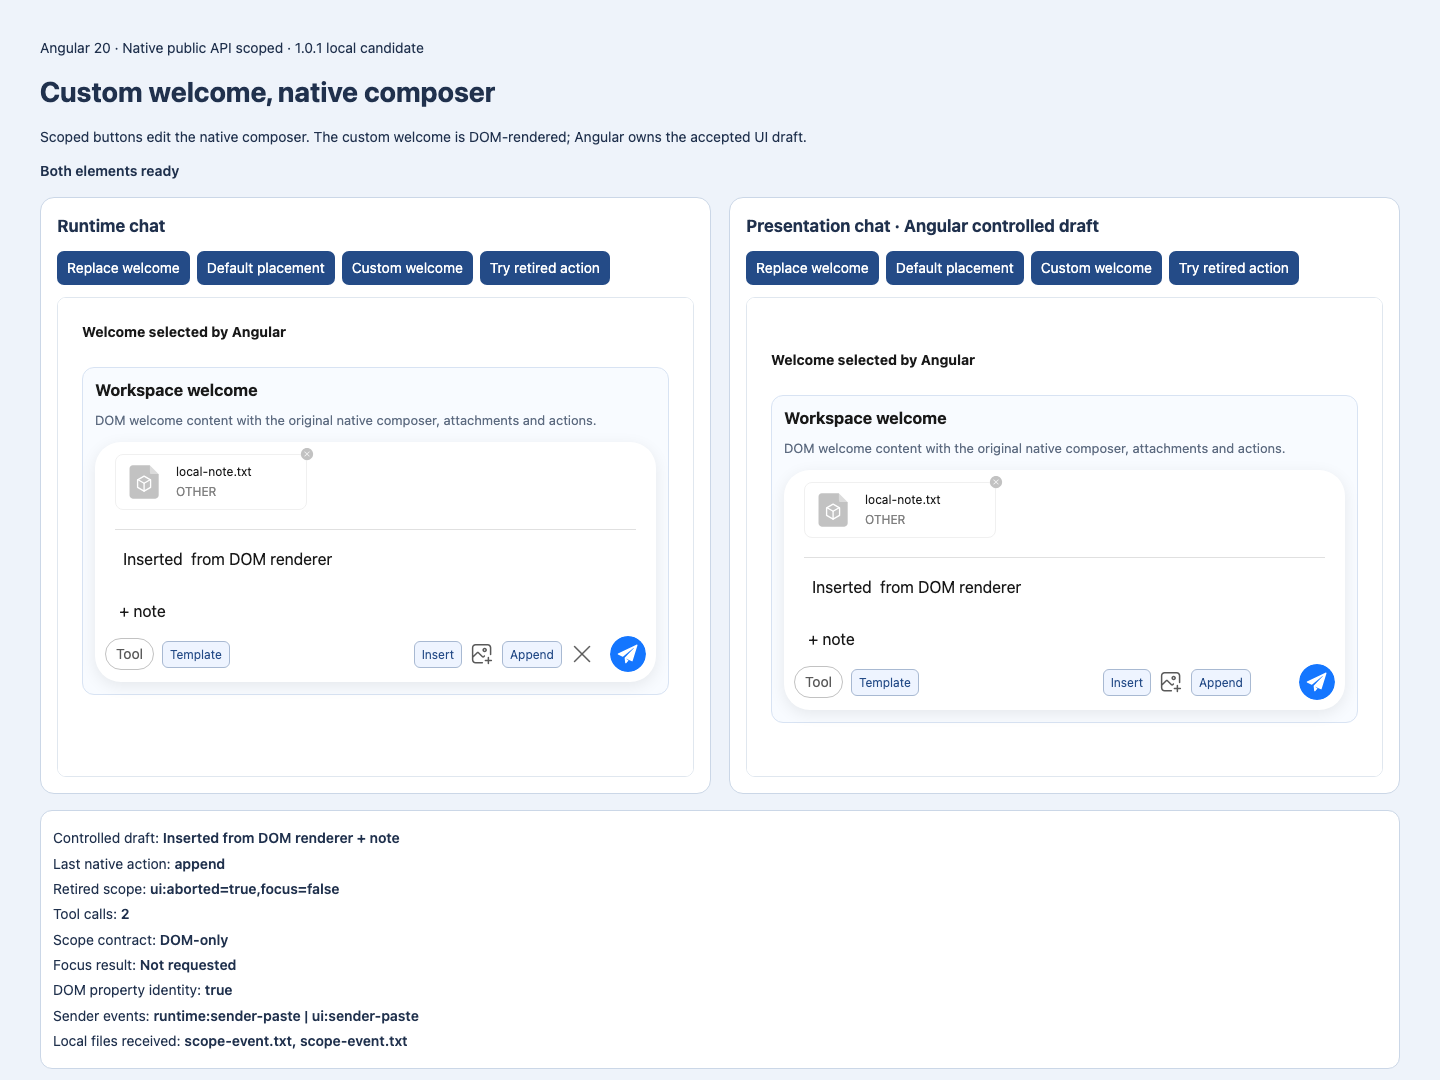 Angular 20 · Native public API scoped · 1.0.1 local candidate
Custom welcome, native composer
Scoped buttons edit the native composer. The custom welcome is DOM-rendered; Angular owns the accepted UI draft.
Both elements ready
Runtime chat
Replace welcome
Default placement
Custom welcome
Try retired action
Welcome selected by Angular
Workspace welcome
DOM welcome content with the original native composer, attachments and actions.
local-note.txt
OTHER
Inserted  from DOM renderer
+ note
Tool
Template
Insert
Append
Presentation chat · Angular controlled draft
Replace welcome
Default placement
Custom welcome
Try retired action
Welcome selected by Angular
Workspace welcome
DOM welcome content with the original native composer, attachments and actions.
local-note.txt
OTHER
Inserted  from DOM renderer
+ note
Tool
Template
Insert
Append
Controlled draft: Inserted from DOM renderer + note
Last native action: append
Retired scope: ui:aborted=true,focus=false
Tool calls: 2
Scope contract: DOM-only
Focus result: Not requested
DOM property identity: true
Sender events: runtime:sender-paste | ui:sender-paste
Local files received: scope-event.txt, scope-event.txt